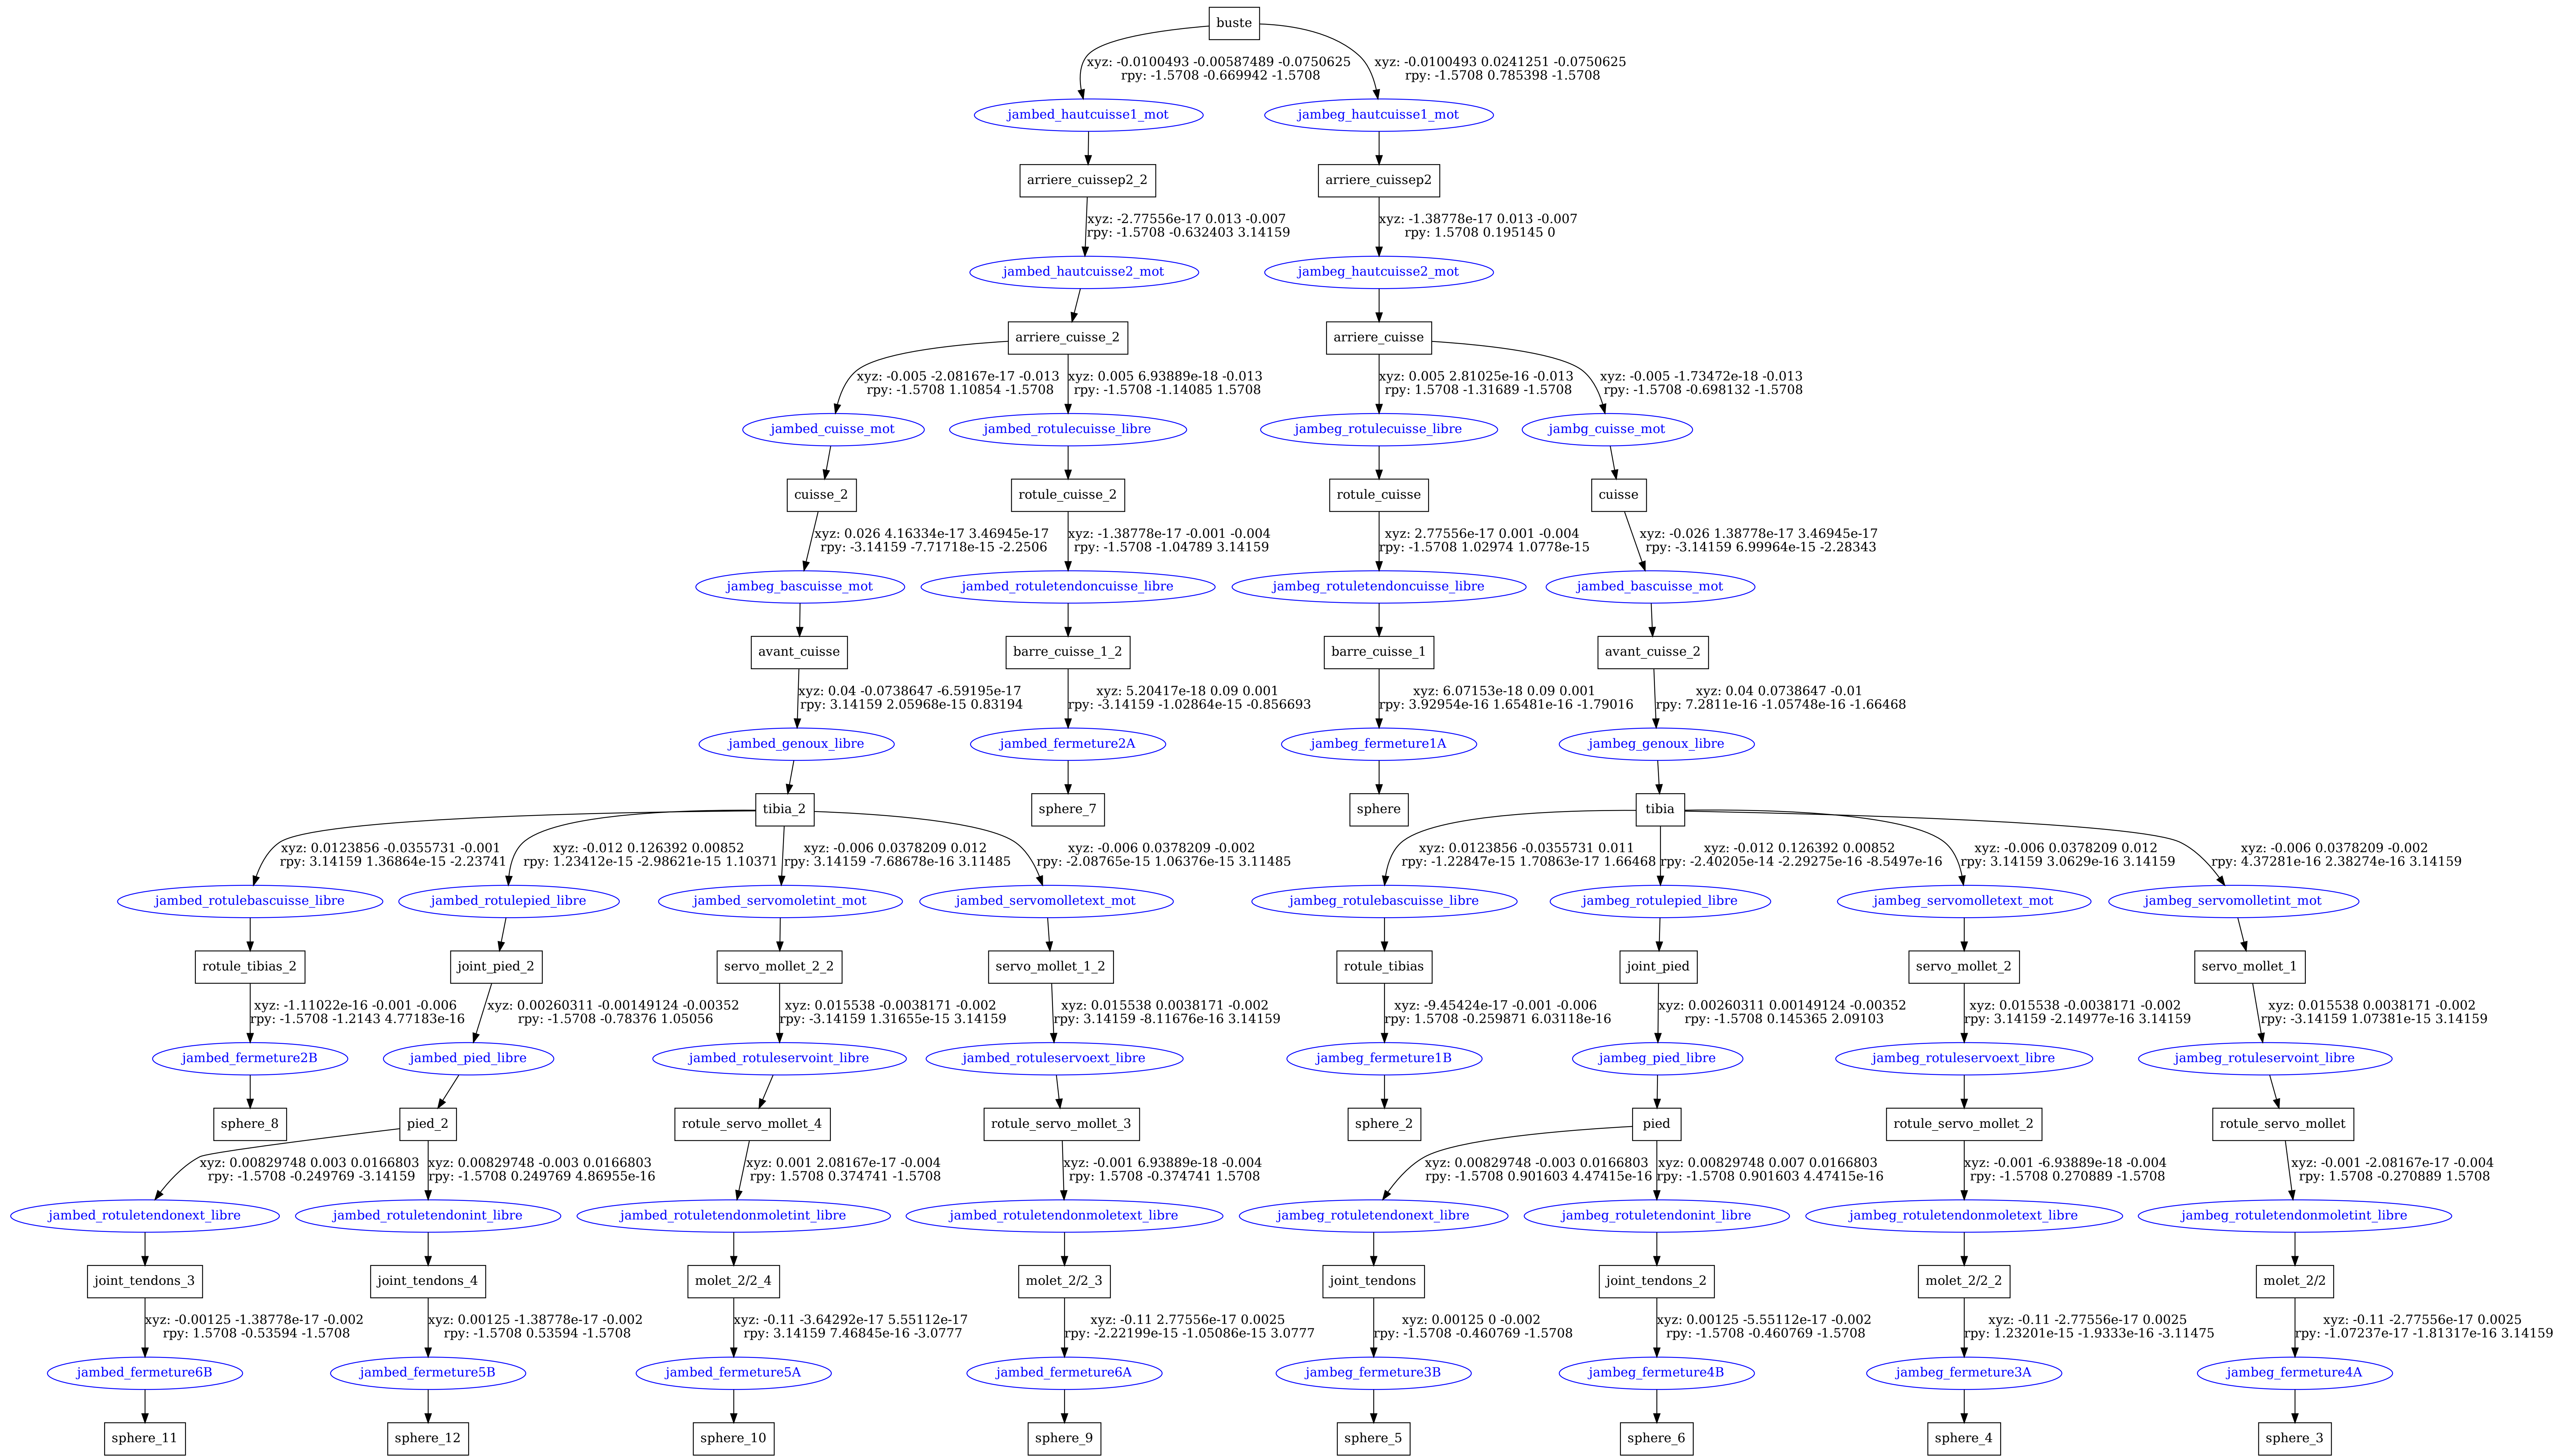 buste
xyz: -0.0100493 -0.00587489 -0.0750625
rpy: -1.5708 -0.669942 -1.5708
xyz: -0.0100493 0.0241251 -0.0750625
rpy: -1.5708 0.785398 -1.5708
jambed_hautcuisse1_mot
jambeg_hautcuisse1_mot
arriere_cuissep2_2
arriere_cuissep2
xyz: -2.77556e-17 0.013 -0.007
rpy: -1.5708 -0.632403 3.14159
xyz: -1.38778e-17 0.013 -0.007
rpy: 1.5708 0.195145 0
jambed_hautcuisse2_mot
jambeg_hautcuisse2_mot
arriere_cuisse_2
arriere_cuisse
xyz: -0.005 -2.08167e-17 -0.013
rpy: -1.5708 1.10854 -1.5708
xyz: 0.005 6.93889e-18 -0.013
rpy: -1.5708 -1.14085 1.5708
xyz: 0.005 2.81025e-16 -0.013
rpy: 1.5708 -1.31689 -1.5708
xyz: -0.005 -1.73472e-18 -0.013
rpy: -1.5708 -0.698132 -1.5708
jambed_cuisse_mot
jambed_rotulecuisse_libre
jambeg_rotulecuisse_libre
jambg_cuisse_mot
cuisse_2
rotule_cuisse_2
rotule_cuisse
cuisse
xyz: 0.026 4.16334e-17 3.46945e-17
rpy: -3.14159 -7.71718e-15 -2.2506
xyz: -1.38778e-17 -0.001 -0.004
rpy: -1.5708 -1.04789 3.14159
xyz: 2.77556e-17 0.001 -0.004
rpy: -1.5708 1.02974 1.0778e-15
xyz: -0.026 1.38778e-17 3.46945e-17
rpy: -3.14159 6.99964e-15 -2.28343
jambeg_bascuisse_mot
jambed_rotuletendoncuisse_libre
jambeg_rotuletendoncuisse_libre
jambed_bascuisse_mot
avant_cuisse
barre_cuisse_1_2
barre_cuisse_1
avant_cuisse_2
xyz: 0.04 -0.0738647 -6.59195e-17
rpy: 3.14159 2.05968e-15 0.83194
xyz: 5.20417e-18 0.09 0.001
rpy: -3.14159 -1.02864e-15 -0.856693
xyz: 6.07153e-18 0.09 0.001
rpy: 3.92954e-16 1.65481e-16 -1.79016
xyz: 0.04 0.0738647 -0.01
rpy: 7.2811e-16 -1.05748e-16 -1.66468
jambed_genoux_libre
jambed_fermeture2A
jambeg_fermeture1A
jambeg_genoux_libre
tibia_2
sphere_7
sphere
tibia
xyz: 0.0123856 -0.0355731 -0.001
rpy: 3.14159 1.36864e-15 -2.23741
xyz: -0.012 0.126392 0.00852
rpy: 1.23412e-15 -2.98621e-15 1.10371
xyz: -0.006 0.0378209 0.012
rpy: 3.14159 -7.68678e-16 3.11485
xyz: -0.006 0.0378209 -0.002
rpy: -2.08765e-15 1.06376e-15 3.11485
xyz: 0.0123856 -0.0355731 0.011
rpy: -1.22847e-15 1.70863e-17 1.66468
xyz: -0.012 0.126392 0.00852
rpy: -2.40205e-14 -2.29275e-16 -8.5497e-16
xyz: -0.006 0.0378209 0.012
rpy: 3.14159 3.0629e-16 3.14159
xyz: -0.006 0.0378209 -0.002
rpy: 4.37281e-16 2.38274e-16 3.14159
jambed_rotulebascuisse_libre
jambed_rotulepied_libre
jambed_servomoletint_mot
jambed_servomolletext_mot
jambeg_rotulebascuisse_libre
jambeg_rotulepied_libre
jambeg_servomolletext_mot
jambeg_servomolletint_mot
rotule_tibias_2
joint_pied_2
servo_mollet_2_2
servo_mollet_1_2
rotule_tibias
joint_pied
servo_mollet_2
servo_mollet_1
xyz: -1.11022e-16 -0.001 -0.006
rpy: -1.5708 -1.2143 4.77183e-16
xyz: 0.00260311 -0.00149124 -0.00352
rpy: -1.5708 -0.78376 1.05056
xyz: 0.015538 -0.0038171 -0.002
rpy: -3.14159 1.31655e-15 3.14159
xyz: 0.015538 0.0038171 -0.002
rpy: 3.14159 -8.11676e-16 3.14159
xyz: -9.45424e-17 -0.001 -0.006
rpy: 1.5708 -0.259871 6.03118e-16
xyz: 0.00260311 0.00149124 -0.00352
rpy: -1.5708 0.145365 2.09103
xyz: 0.015538 -0.0038171 -0.002
rpy: 3.14159 -2.14977e-16 3.14159
xyz: 0.015538 0.0038171 -0.002
rpy: -3.14159 1.07381e-15 3.14159
jambed_fermeture2B
jambed_pied_libre
jambed_rotuleservoint_libre
jambed_rotuleservoext_libre
jambeg_fermeture1B
jambeg_pied_libre
jambeg_rotuleservoext_libre
jambeg_rotuleservoint_libre
sphere_8
pied_2
rotule_servo_mollet_4
rotule_servo_mollet_3
sphere_2
pied
rotule_servo_mollet_2
rotule_servo_mollet
xyz: 0.00829748 0.003 0.0166803
rpy: -1.5708 -0.249769 -3.14159
xyz: 0.00829748 -0.003 0.0166803
rpy: -1.5708 0.249769 4.86955e-16
xyz: 0.001 2.08167e-17 -0.004
rpy: 1.5708 0.374741 -1.5708
xyz: -0.001 6.93889e-18 -0.004
rpy: 1.5708 -0.374741 1.5708
xyz: 0.00829748 -0.003 0.0166803
rpy: -1.5708 0.901603 4.47415e-16
xyz: 0.00829748 0.007 0.0166803
rpy: -1.5708 0.901603 4.47415e-16
xyz: -0.001 -6.93889e-18 -0.004
rpy: -1.5708 0.270889 -1.5708
xyz: -0.001 -2.08167e-17 -0.004
rpy: 1.5708 -0.270889 1.5708
jambed_rotuletendonext_libre
jambed_rotuletendonint_libre
jambed_rotuletendonmoletint_libre
jambed_rotuletendonmoletext_libre
jambeg_rotuletendonext_libre
jambeg_rotuletendonint_libre
jambeg_rotuletendonmoletext_libre
jambeg_rotuletendonmoletint_libre
joint_tendons_3
joint_tendons_4
molet_2/2_4
molet_2/2_3
joint_tendons
joint_tendons_2
molet_2/2_2
molet_2/2
xyz: -0.00125 -1.38778e-17 -0.002
rpy: 1.5708 -0.53594 -1.5708
xyz: 0.00125 -1.38778e-17 -0.002
rpy: -1.5708 0.53594 -1.5708
xyz: -0.11 -3.64292e-17 5.55112e-17
rpy: 3.14159 7.46845e-16 -3.0777
xyz: -0.11 2.77556e-17 0.0025
rpy: -2.22199e-15 -1.05086e-15 3.0777
xyz: 0.00125 0 -0.002
rpy: -1.5708 -0.460769 -1.5708
xyz: 0.00125 -5.55112e-17 -0.002
rpy: -1.5708 -0.460769 -1.5708
xyz: -0.11 -2.77556e-17 0.0025
rpy: 1.23201e-15 -1.9333e-16 -3.11475
xyz: -0.11 -2.77556e-17 0.0025
rpy: -1.07237e-17 -1.81317e-16 3.14159
jambed_fermeture6B
jambed_fermeture5B
jambed_fermeture5A
jambed_fermeture6A
jambeg_fermeture3B
jambeg_fermeture4B
jambeg_fermeture3A
jambeg_fermeture4A
sphere_11
sphere_12
sphere_10
sphere_9
sphere_5
sphere_6
sphere_4
sphere_3